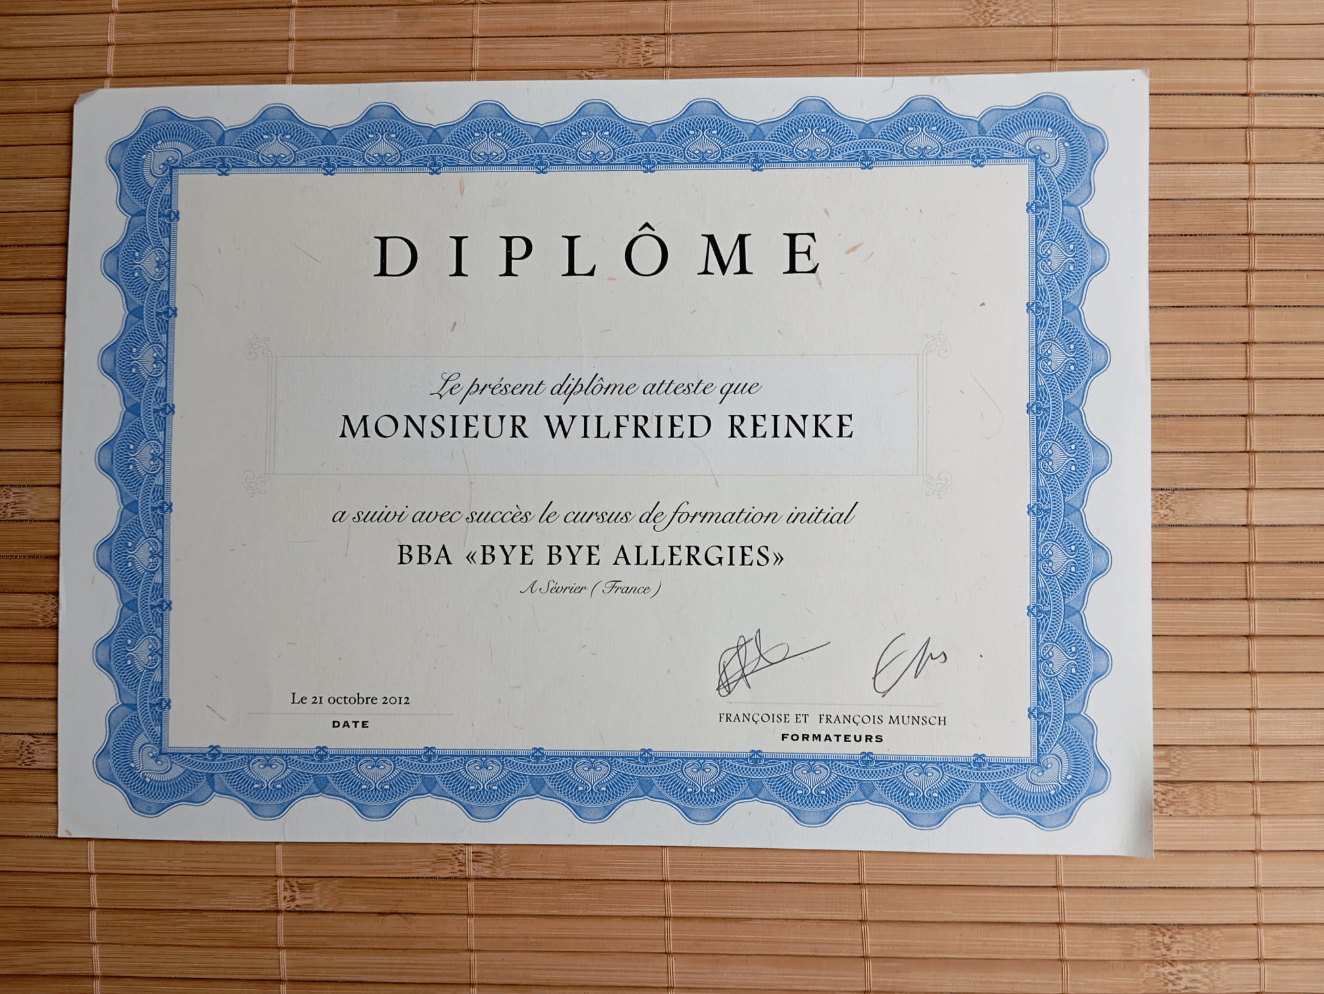 DIPLÔME
Le présent diplôme atteste que
MONSIEUR WILFRIED REINKE
a suivi avec succès le cursus de formation initial
BBA «BYE BYE ALLERGIES»
A Sévrier ( France )
Le 21 octobre 2012
DATE
FRANÇOISE ET FRANÇOIS MUNSCH
FORMATEURS